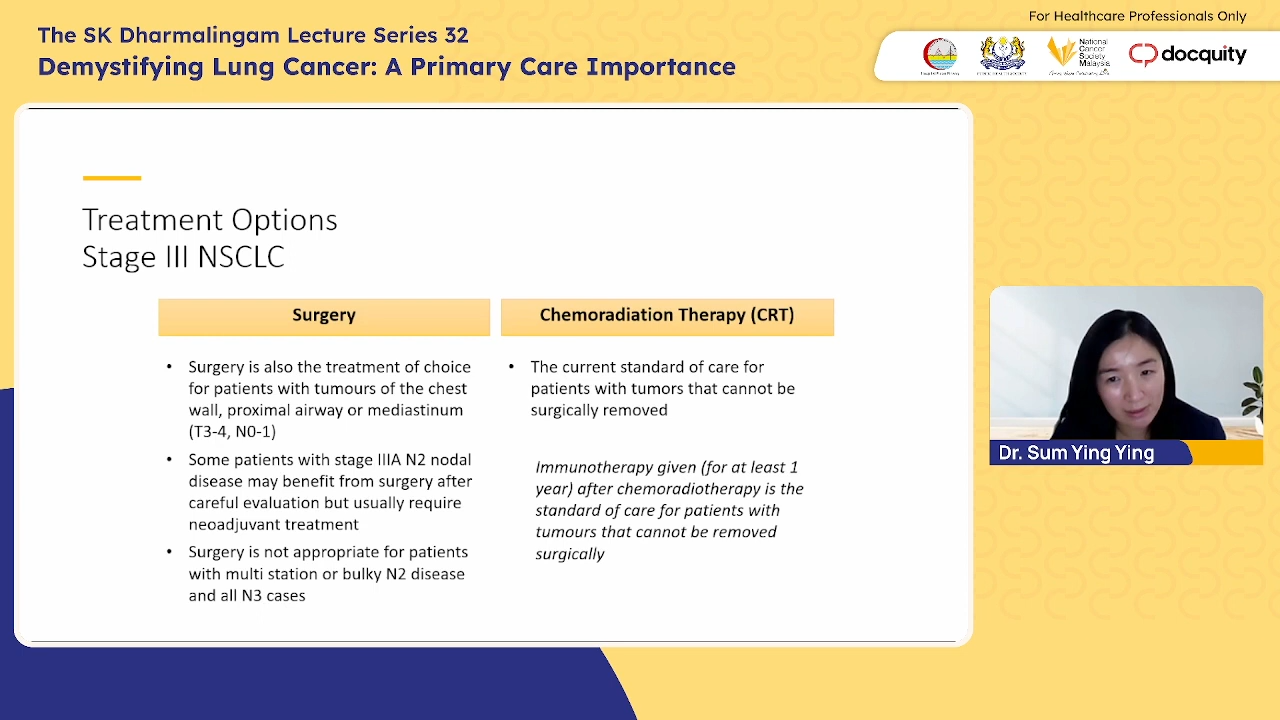 The SK Dharmalingam Lecture Series 32
Demystifying Lung Cancer: A Primary Care Importance
For Healthcare Professionals Only
National
Cancer
Society
Malaysia
docquity
Treatment Options
Stage III NSCLC
Surgery
• Surgery is also the treatment of choice
for patients with tumours of the chest
wall, proximal airway or mediastinum
(T3-4, N0-1)
• Some patients with stage IIIA N2 nodal
disease may benefit from surgery after
careful evaluation but usually require
neoadjuvant treatment
• Surgery is not appropriate for patients
with multi station or bulky N2 disease
and all N3 cases
Chemoradiation Therapy (CRT)
• The current standard of care for
patients with tumors that cannot be
surgically removed
Immunotherapy given (for at least 1
year) after chemoradiotherapy is the
standard of care for patients with
tumours that cannot be removed
surgically
Dr. Sum Ying Ying